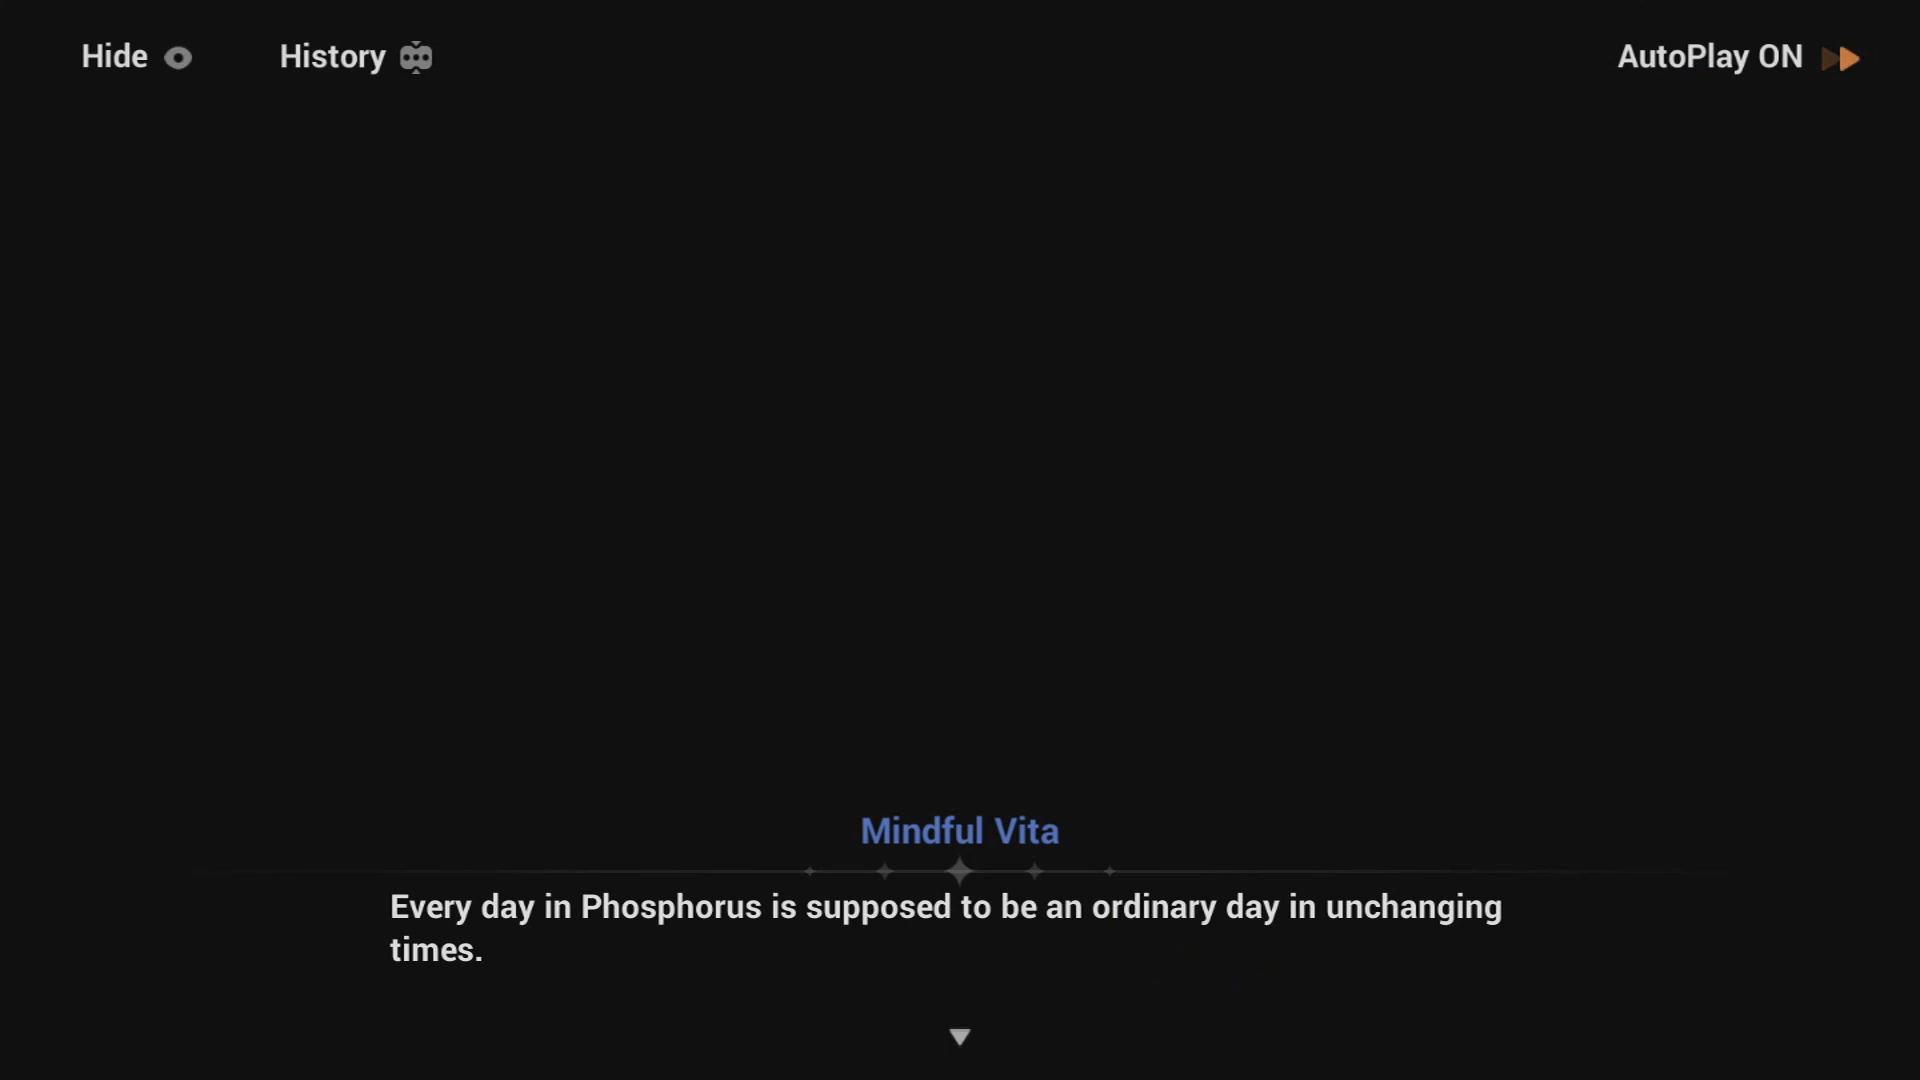 Hide
History
AutoPlay ON
Mindful Vita
Every day in Phosphorus is supposed to be an ordinary day in unchanging
times.